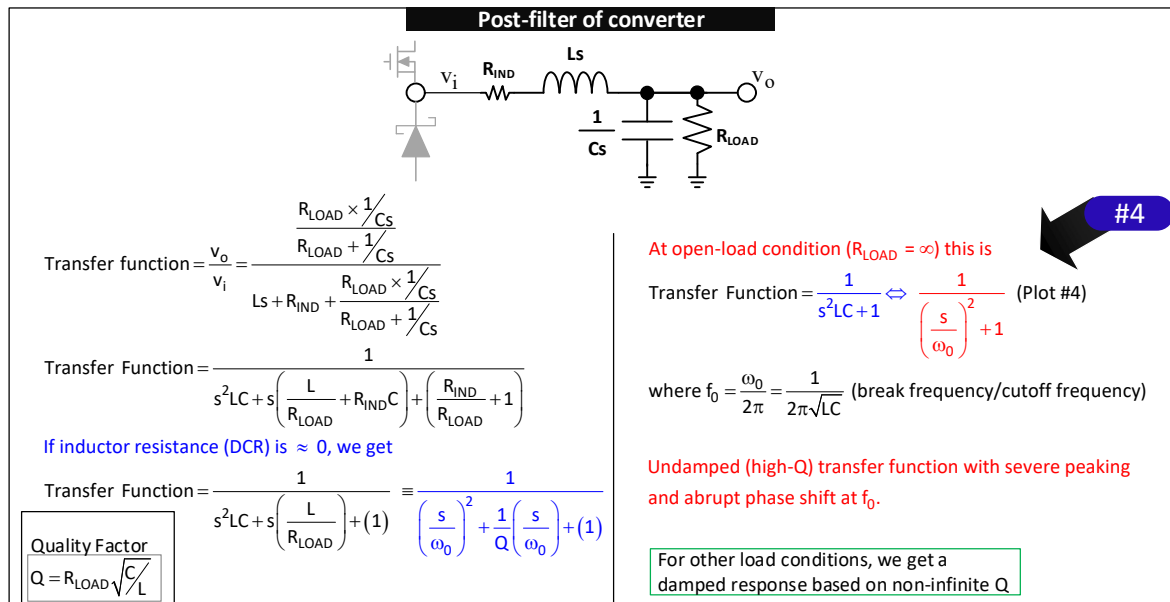 Post-filter of converter
v_i
R_IND
Ls
v_o
1/Cs
R_LOAD
#4
Transfer function = v_o/v_i = ((R_LOAD × 1/Cs)/(R_LOAD + 1/Cs)) / (Ls + R_IND + (R_LOAD × 1/Cs)/(R_LOAD + 1/Cs))
Transfer Function = 1 / (s²LC + s(L/R_LOAD + R_IND C) + (R_IND/R_LOAD + 1))
If inductor resistance (DCR) is ≈ 0, we get
Transfer Function = 1 / (s²LC + s(L/R_LOAD) + (1)) ≡ 1 / ((s/ω₀)² + 1/Q (s/ω₀) + (1))
Quality Factor
Q = R_LOAD √(C/L)
At open-load condition (R_LOAD = ∞) this is
Transfer Function = 1/(s²LC + 1) ⇔ 1/((s/ω₀)² + 1) (Plot #4)
where f₀ = ω₀/2π = 1/(2π√LC) (break frequency/cutoff frequency)
Undamped (high-Q) transfer function with severe peaking
and abrupt phase shift at f₀.
For other load conditions, we get a
damped response based on non-infinite Q